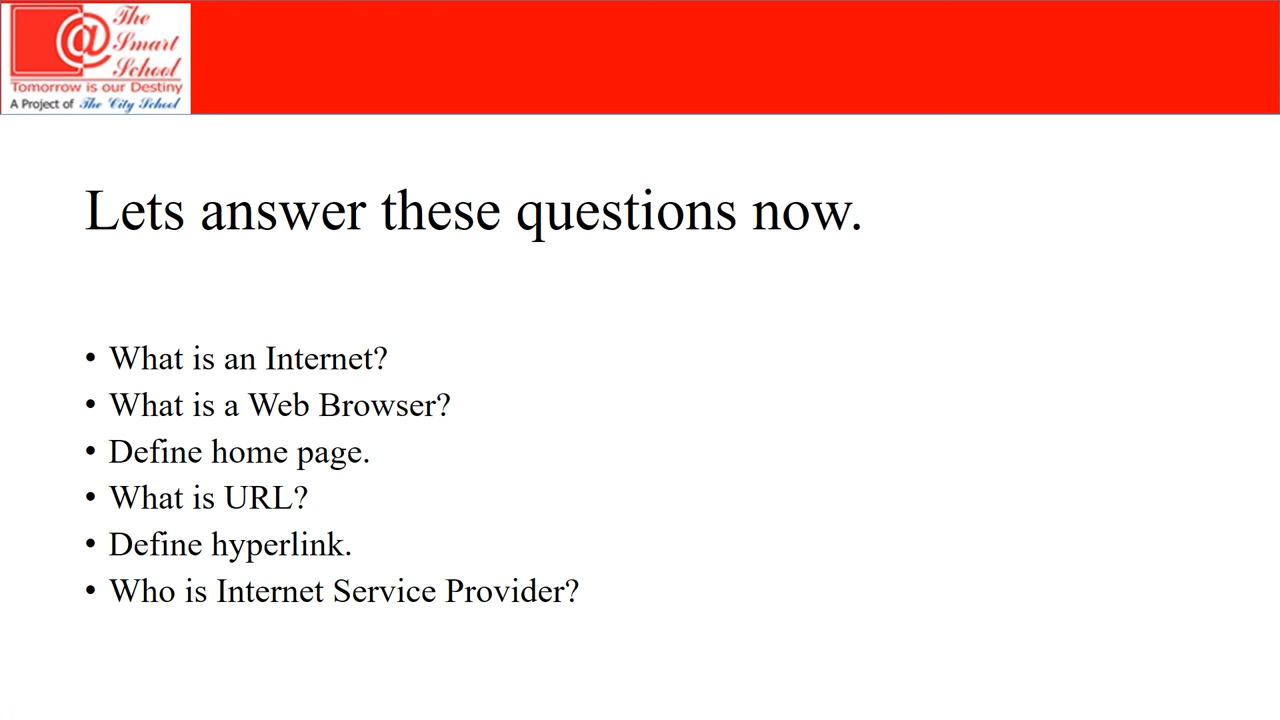 The
Smart
School
Tomorrow is our Destiny
A Project of The City School
Lets answer these questions now.
• What is an Internet?
• What is a Web Browser?
• Define home page.
• What is URL?
• Define hyperlink.
• Who is Internet Service Provider?